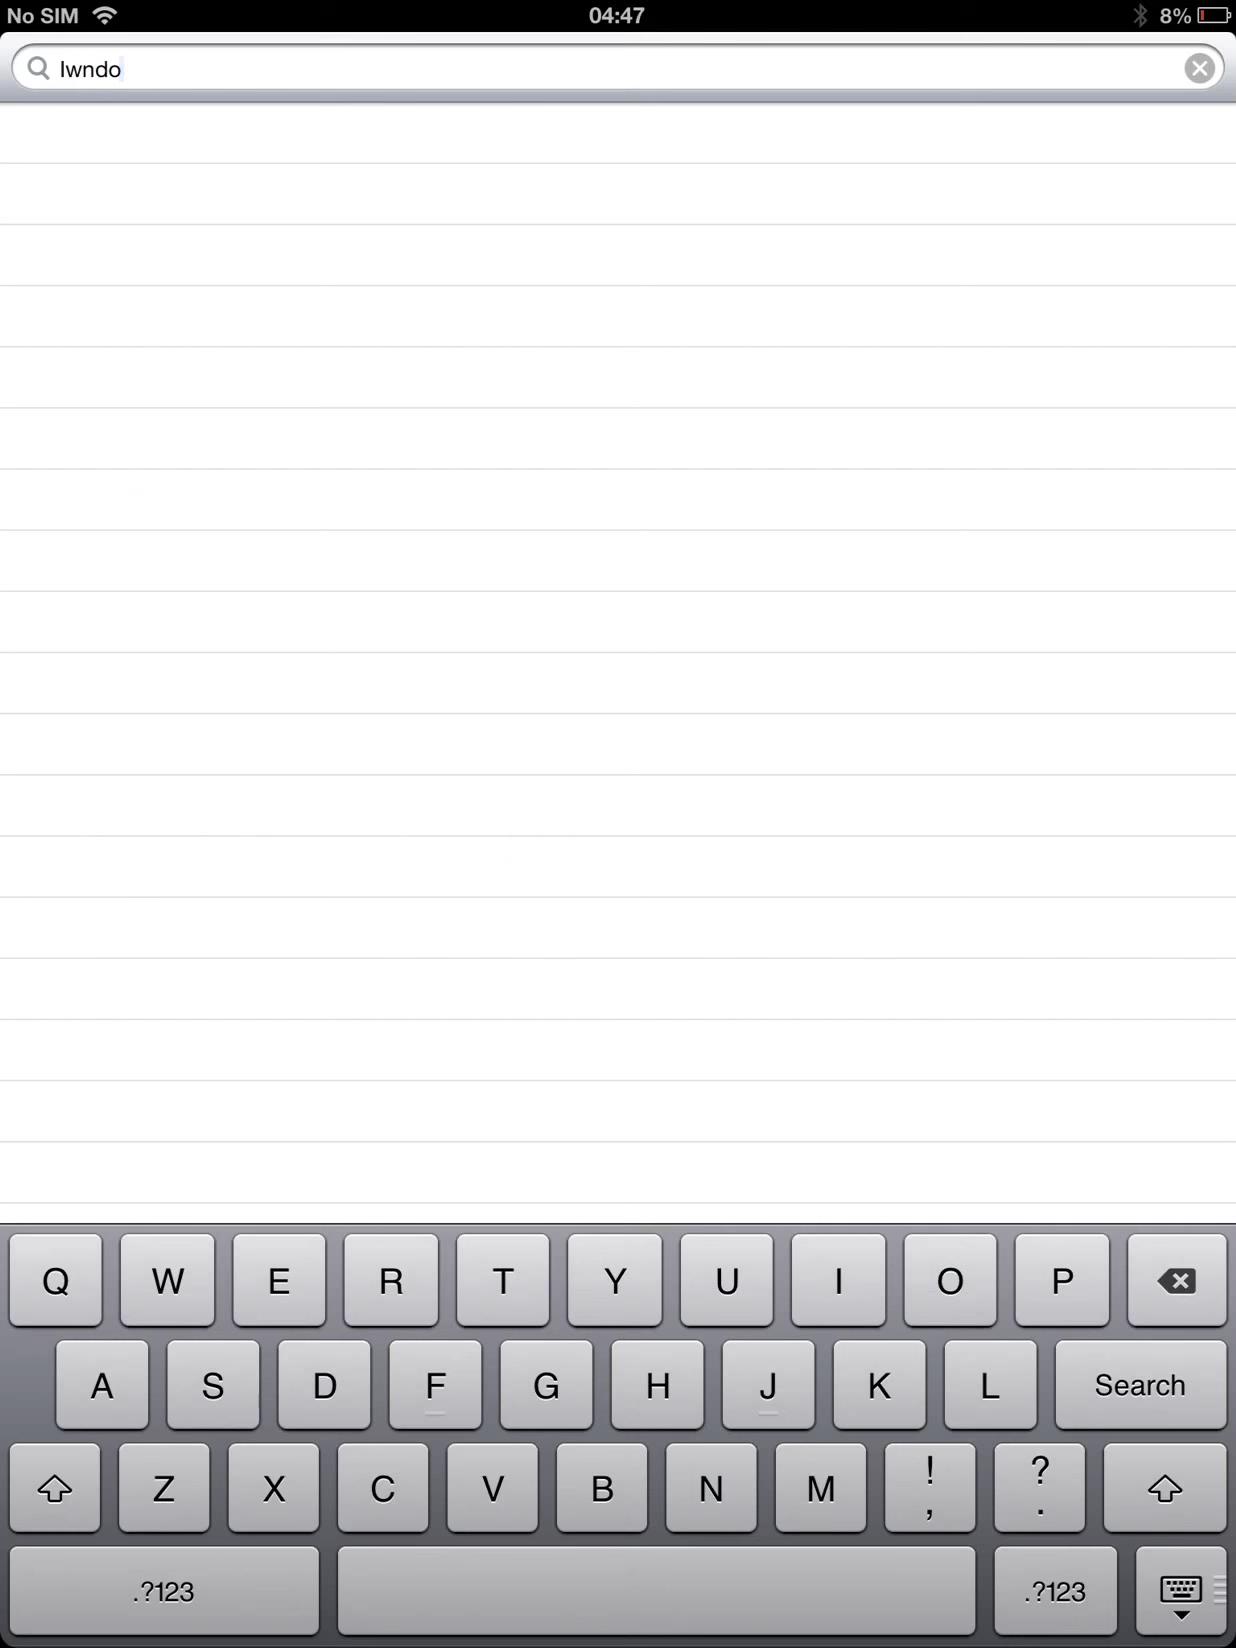 No SIM 04:47 8%
Iwndo
Q W E R T Y U I O P
A S D F G H J K L Search
Z X C V B N M ! , ? .
.?123 .?123